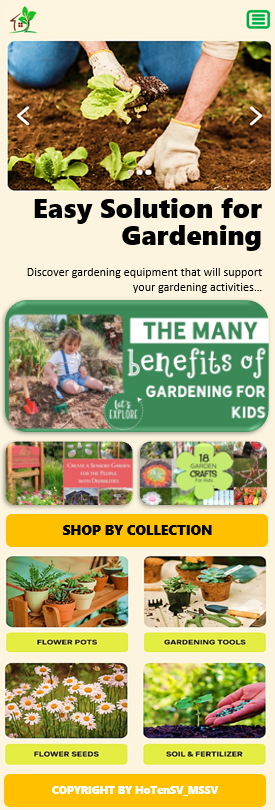 Easy Solution for
Gardening
Discover gardening equipment that will support
your gardening activities...
THE MANY
benefits of
GARDENING FOR
KIDS
let's
EXPLORE
CREATE A SENSORY GARDEN
FOR THE PEOPLE
WITH DISABILITIES
18
GARDEN
CRAFTS
for Kids
SHOP BY COLLECTION
FLOWER POTS
GARDENING TOOLS
FLOWER SEEDS
SOIL & FERTILIZER
COPYRIGHT BY HoTenSV_MSSV